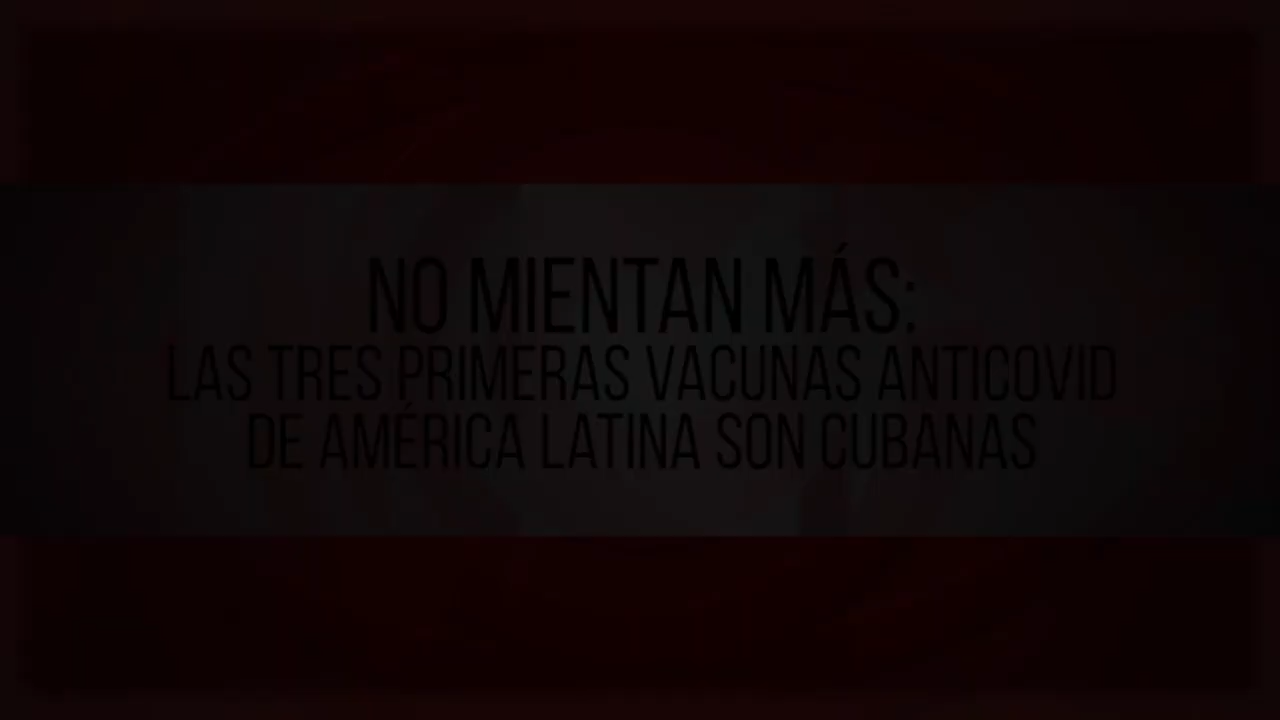 NO MIENTAN MÁS:
LAS TRES PRIMERAS VACUNAS ANTICOVID
DE AMÉRICA LATINA SON CUBANAS